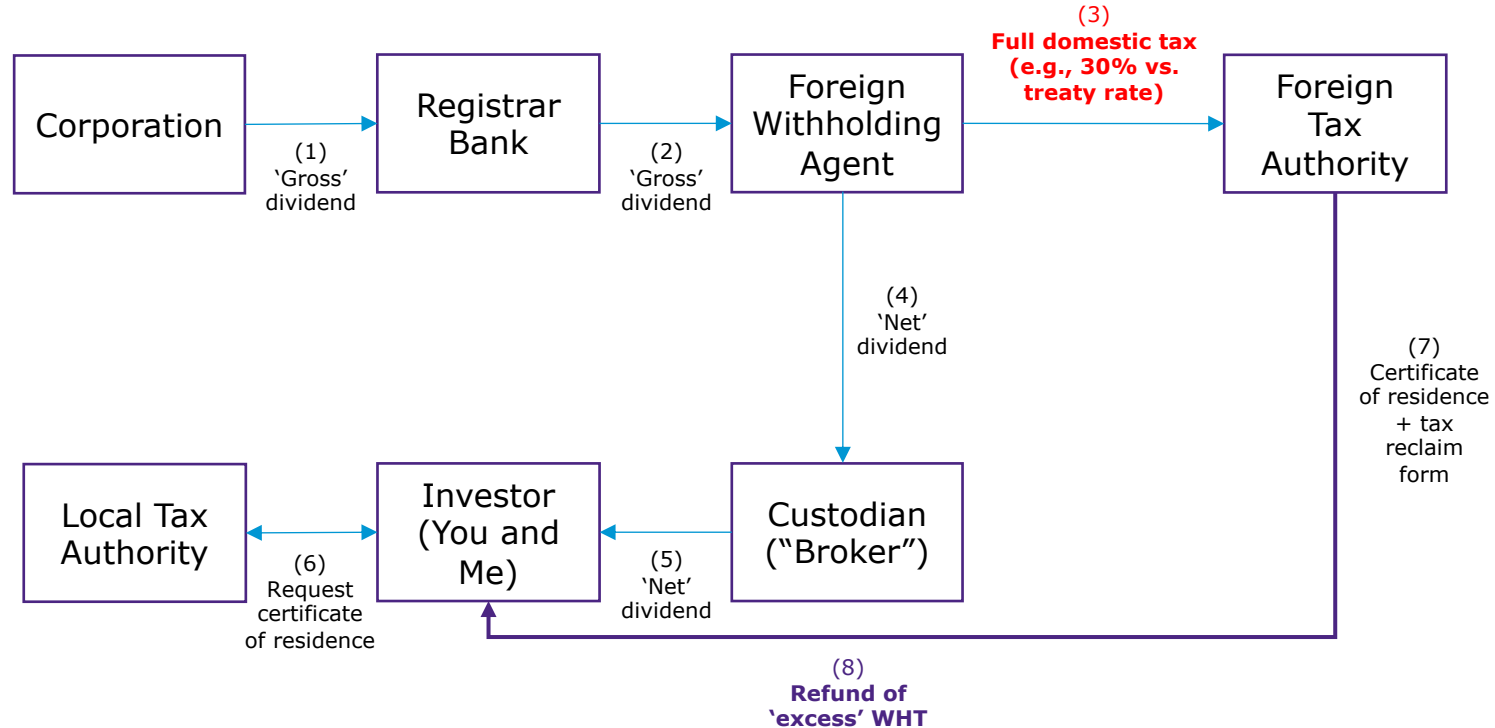 (3)
Full domestic tax
(e.g., 30% vs.
treaty rate)
Corporation
(1)
‘Gross’
dividend
Registrar
Bank
(2)
‘Gross’
dividend
Foreign
Withholding
Agent
Foreign
Tax
Authority
(4)
‘Net’
dividend
(7)
Certificate
of residence
+ tax
reclaim
form
Local Tax
Authority
(6)
Request
certificate
of residence
Investor
(You and
Me)
(5)
‘Net’
dividend
Custodian
(“Broker”)
(8)
Refund of
‘excess’ WHT